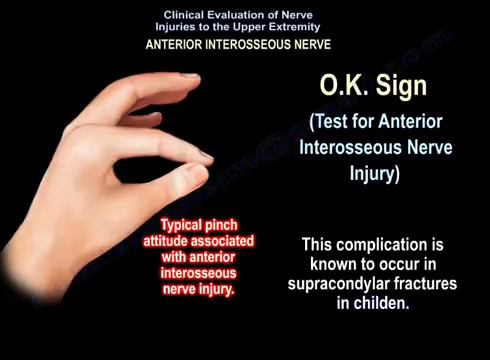 Clinical Evaluation of Nerve
Injuries to the Upper Extremity
ANTERIOR INTEROSSEOUS NERVE
O.K. Sign
(Test for Anterior
Interosseous Nerve
Injury)
Typical pinch
attitude associated
with anterior
interosseous
nerve injury.
This complication is
known to occur in
supracondylar fractures
in childen.